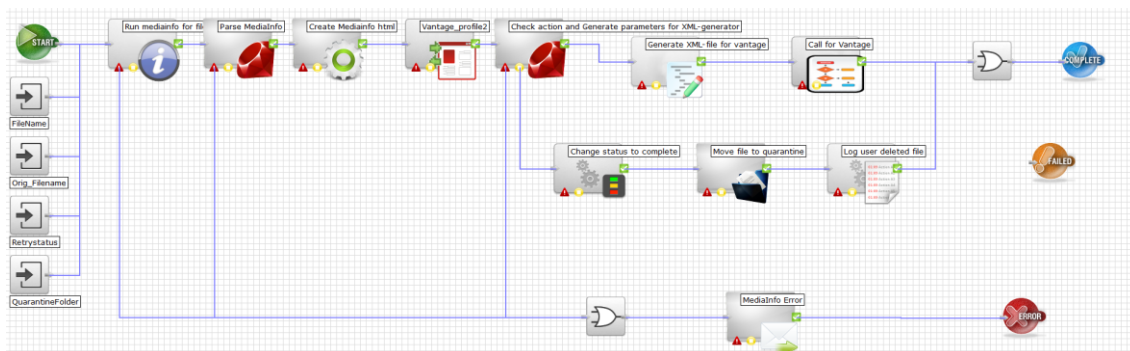 START
Run mediainfo for fil
Parse MediaInfo
Create Mediainfo html
Vantage_profile2
Check action and Generate parameters for XML-generator
Generate XML-file for vantage
Call for Vantage
COMPLETE
FileName
Change status to complete
Move file to quarantine
Log user deleted file
FAILED
Orig_Filename
Retrystatus
QuarantineFolder
MediaInfo Error
ERROR